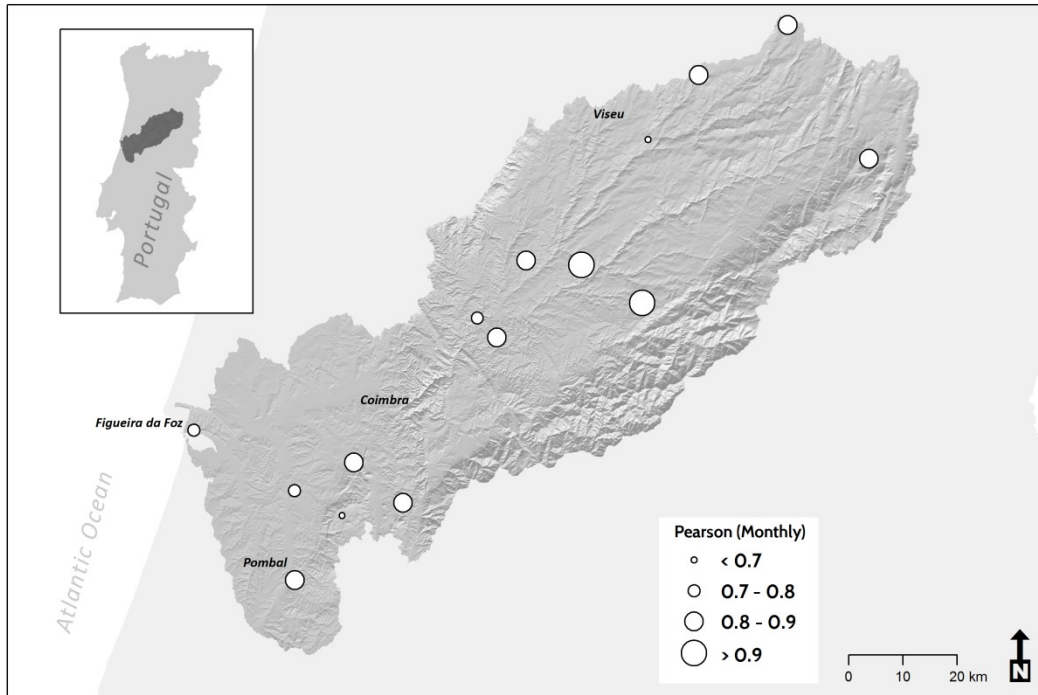 Portugal
Viseu
Coimbra
Figueira da Foz
Pombal
Atlantic Ocean
Pearson (Monthly)
< 0.7
0.7 - 0.8
0.8 - 0.9
> 0.9
0 10 20 km
N